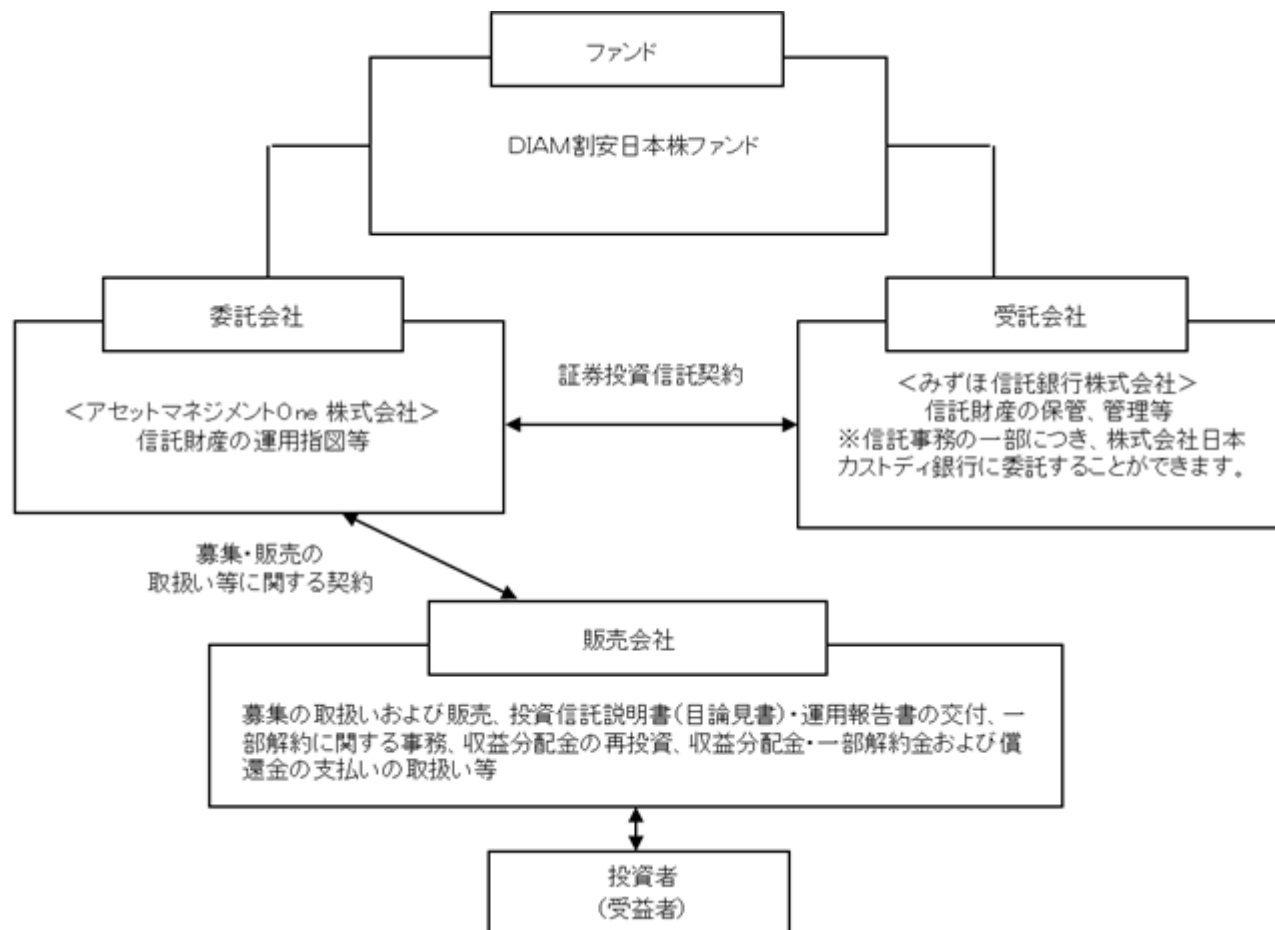 ファンド
DIAM割安日本株ファンド
委託会社
<アセットマネジメントOne 株式会社>
信託財産の運用指図等
証券投資信託契約
受託会社
<みずほ信託銀行株式会社>
信託財産の保管、管理等
※信託事務の一部につき、株式会社日本
カストディ銀行に委託することができます。
募集・販売の
取扱い等に関する契約
販売会社
募集の取扱いおよび販売、投資信託説明書(目論見書)・運用報告書の交付、一
部解約に関する事務、収益分配金の再投資、収益分配金・一部解約金および償
還金の支払いの取扱い等
投資者
(受益者)